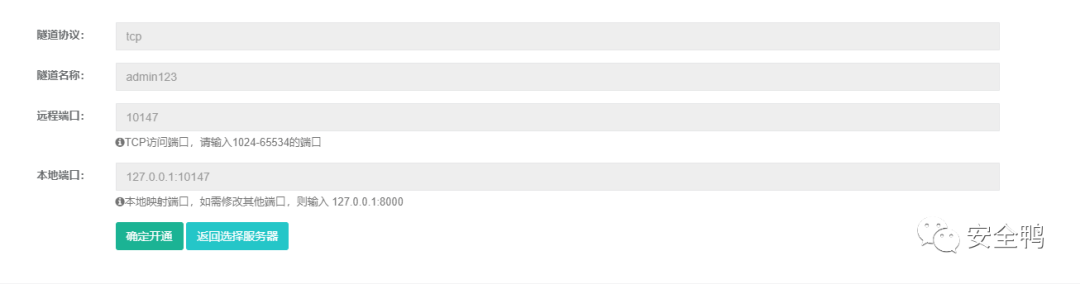 隧道协议： tcp
隧道名称： admin123
远程端口： 10147
TCP访问端口，请输入1024-65534的端口
本地端口： 127.0.0.1:10147
本地映射端口，如需修改其他端口，则输入 127.0.0.1:8000
确定开通 返回选择服务器
安全鸭